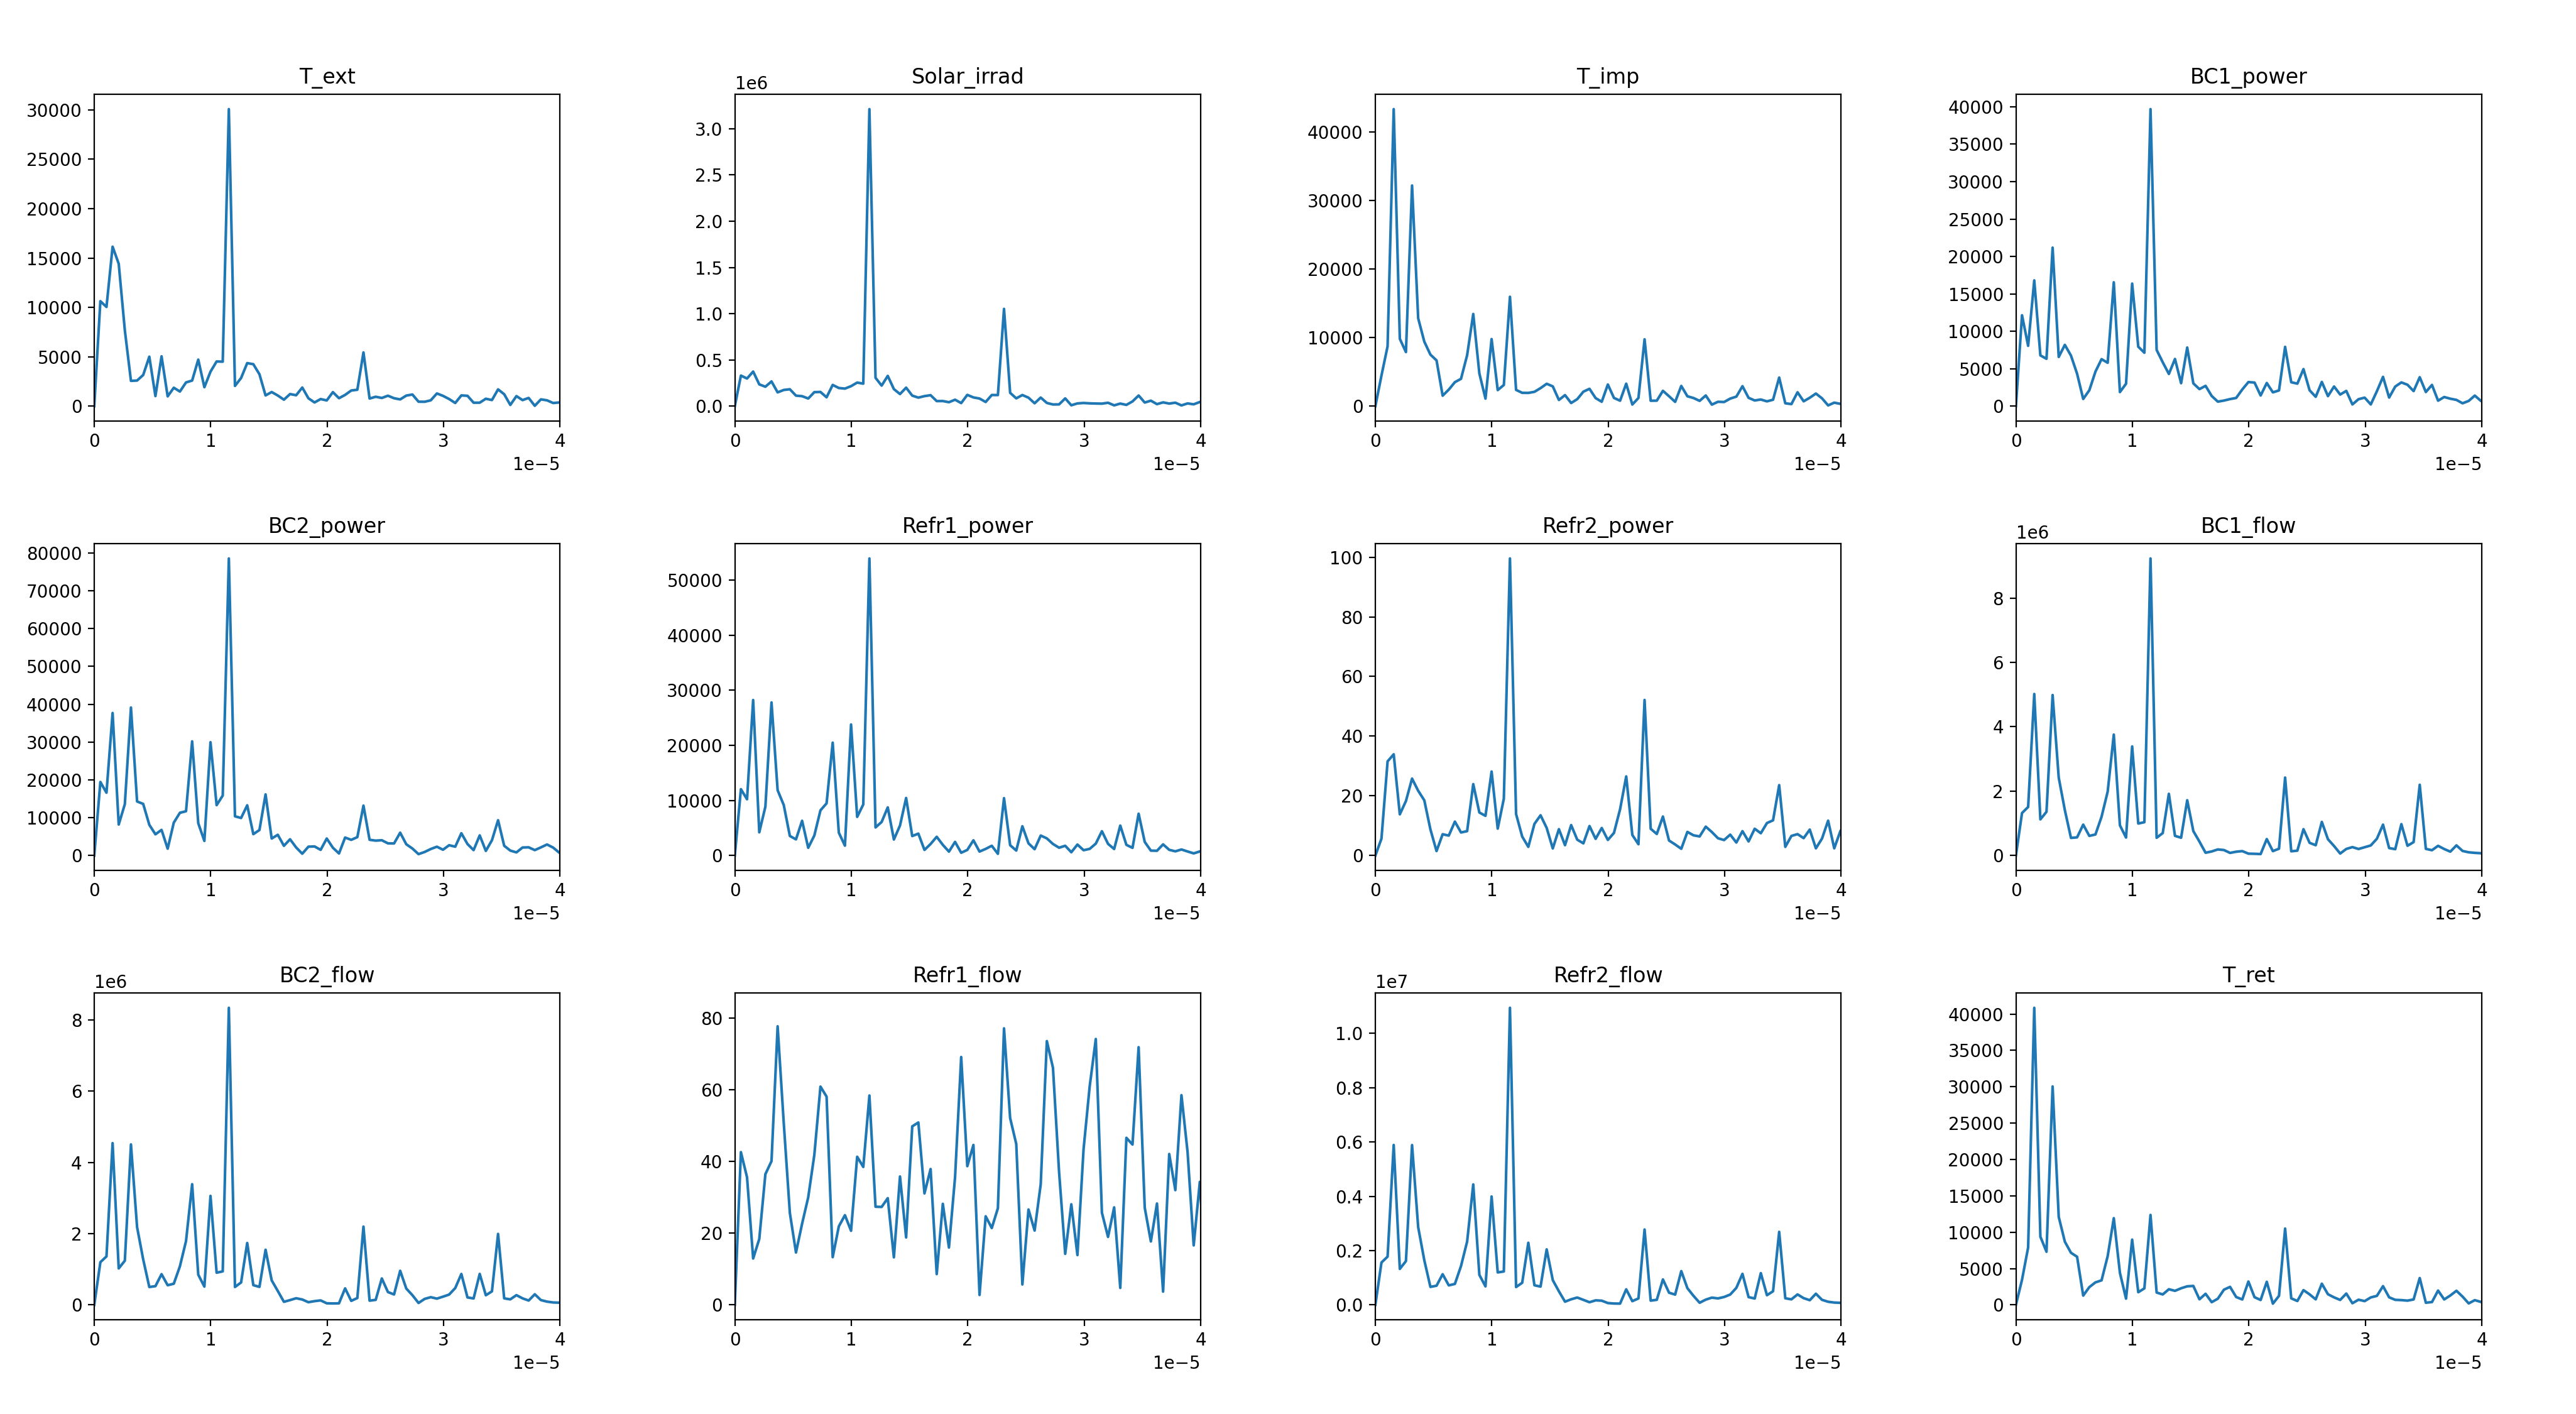 T_ext
30000
25000
20000
15000
10000
5000
0
0 1 2 3 4
1e−5
Solar_irrad
1e6
3.0
2.5
2.0
1.5
1.0
0.5
0.0
0 1 2 3 4
1e−5
T_imp
40000
30000
20000
10000
0
0 1 2 3 4
1e−5
BC1_power
40000
35000
30000
25000
20000
15000
10000
5000
0
0 1 2 3 4
1e−5
BC2_power
80000
70000
60000
50000
40000
30000
20000
10000
0
0 1 2 3 4
1e−5
Refr1_power
50000
40000
30000
20000
10000
0
0 1 2 3 4
1e−5
Refr2_power
100
80
60
40
20
0
0 1 2 3 4
1e−5
BC1_flow
1e6
8
6
4
2
0
0 1 2 3 4
1e−5
BC2_flow
1e6
8
6
4
2
0
0 1 2 3 4
1e−5
Refr1_flow
80
60
40
20
0
0 1 2 3 4
1e−5
Refr2_flow
1e7
1.0
0.8
0.6
0.4
0.2
0.0
0 1 2 3 4
1e−5
T_ret
40000
35000
30000
25000
20000
15000
10000
5000
0
0 1 2 3 4
1e−5